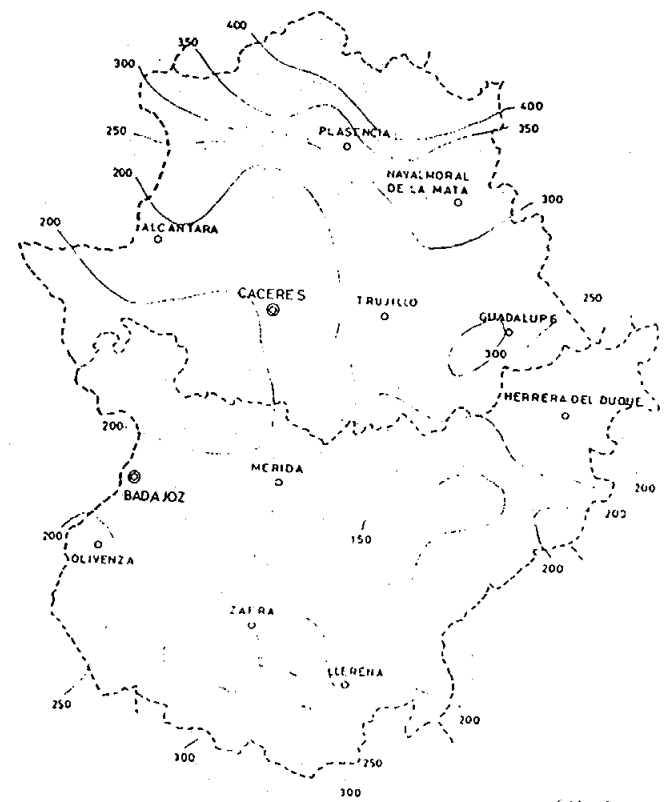 400
350
300
400
350
250
PLASENCIA
200
NAVALMORAL
DE LA MATA
300
200
ALCANTARA
CACERES
TRUJILLO
GUADALUPE
250
300
HERRERA DEL DUQUE
200
MERIDA
200
BADAJOZ
200
200
150
OLIVENZA
200
ZAFRA
LLERENA
250
200
300
250
300